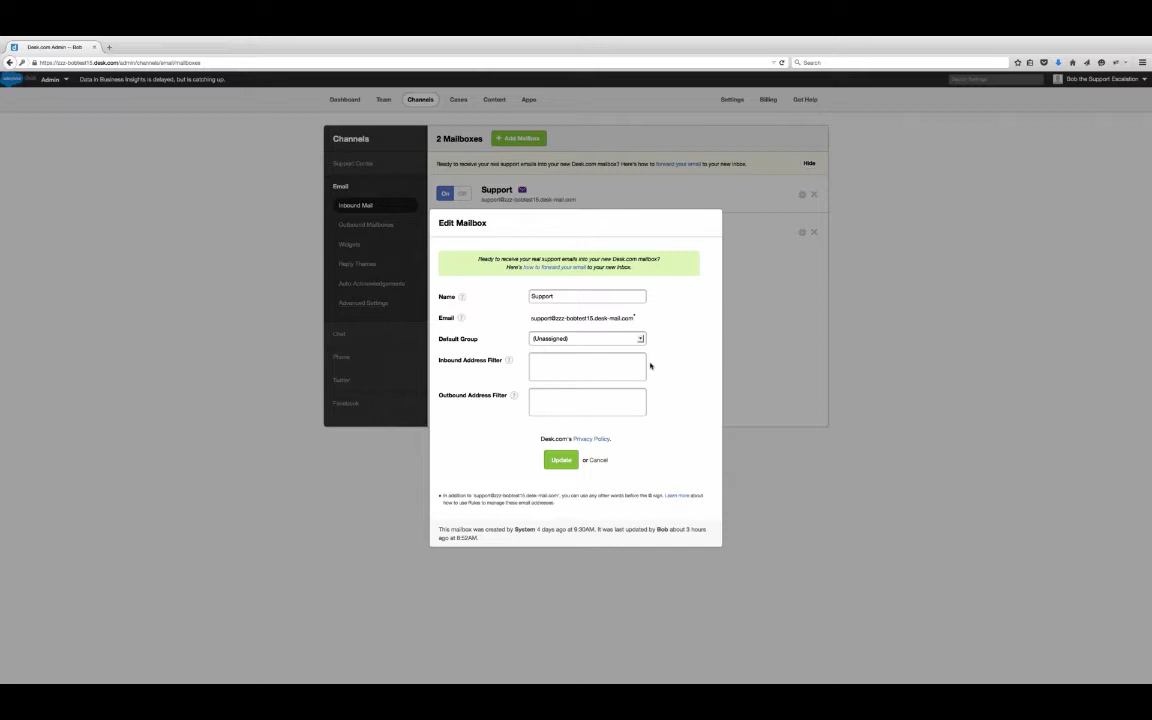 Desk.com Admin -- Bob
https://zzz-bobtest15.desk.com/admin/channels/email/mailboxes
Search
Admin
Data in Business Insights is delayed, but is catching up.
Search Settings
Bob the Support Escalation
Dashboard Team Channels Cases Content Apps Settings Billing Get Help
Channels
2 Mailboxes
+ Add Mailbox
Support Center
Ready to receive your real support emails into your new Desk.com mailbox? Here's how to forward your email to your new inbox.
Hide
Email
On Off
Support
support@zzz-bobtest15.desk-mail.com
Inbound Mail
Outbound Mailboxes
Widgets
Reply Themes
Auto Acknowledgements
Advanced Settings
Chat
Phone
Twitter
Facebook
Edit Mailbox
Ready to receive your real support emails into your new Desk.com mailbox?
Here's how to forward your email to your new inbox.
Name ? Support
Email ? support@zzz-bobtest15.desk-mail.com*
Default Group (Unassigned)
Inbound Address Filter ?
Outbound Address Filter ?
Desk.com's Privacy Policy.
Update or Cancel
* In addition to 'support@zzz-bobtest15.desk-mail.com', you can use any other words before the @ sign. Learn more about
how to use Rules to manage these email addresses.
This mailbox was created by System 4 days ago at 9:30AM. It was last updated by Bob about 3 hours
ago at 8:52AM.